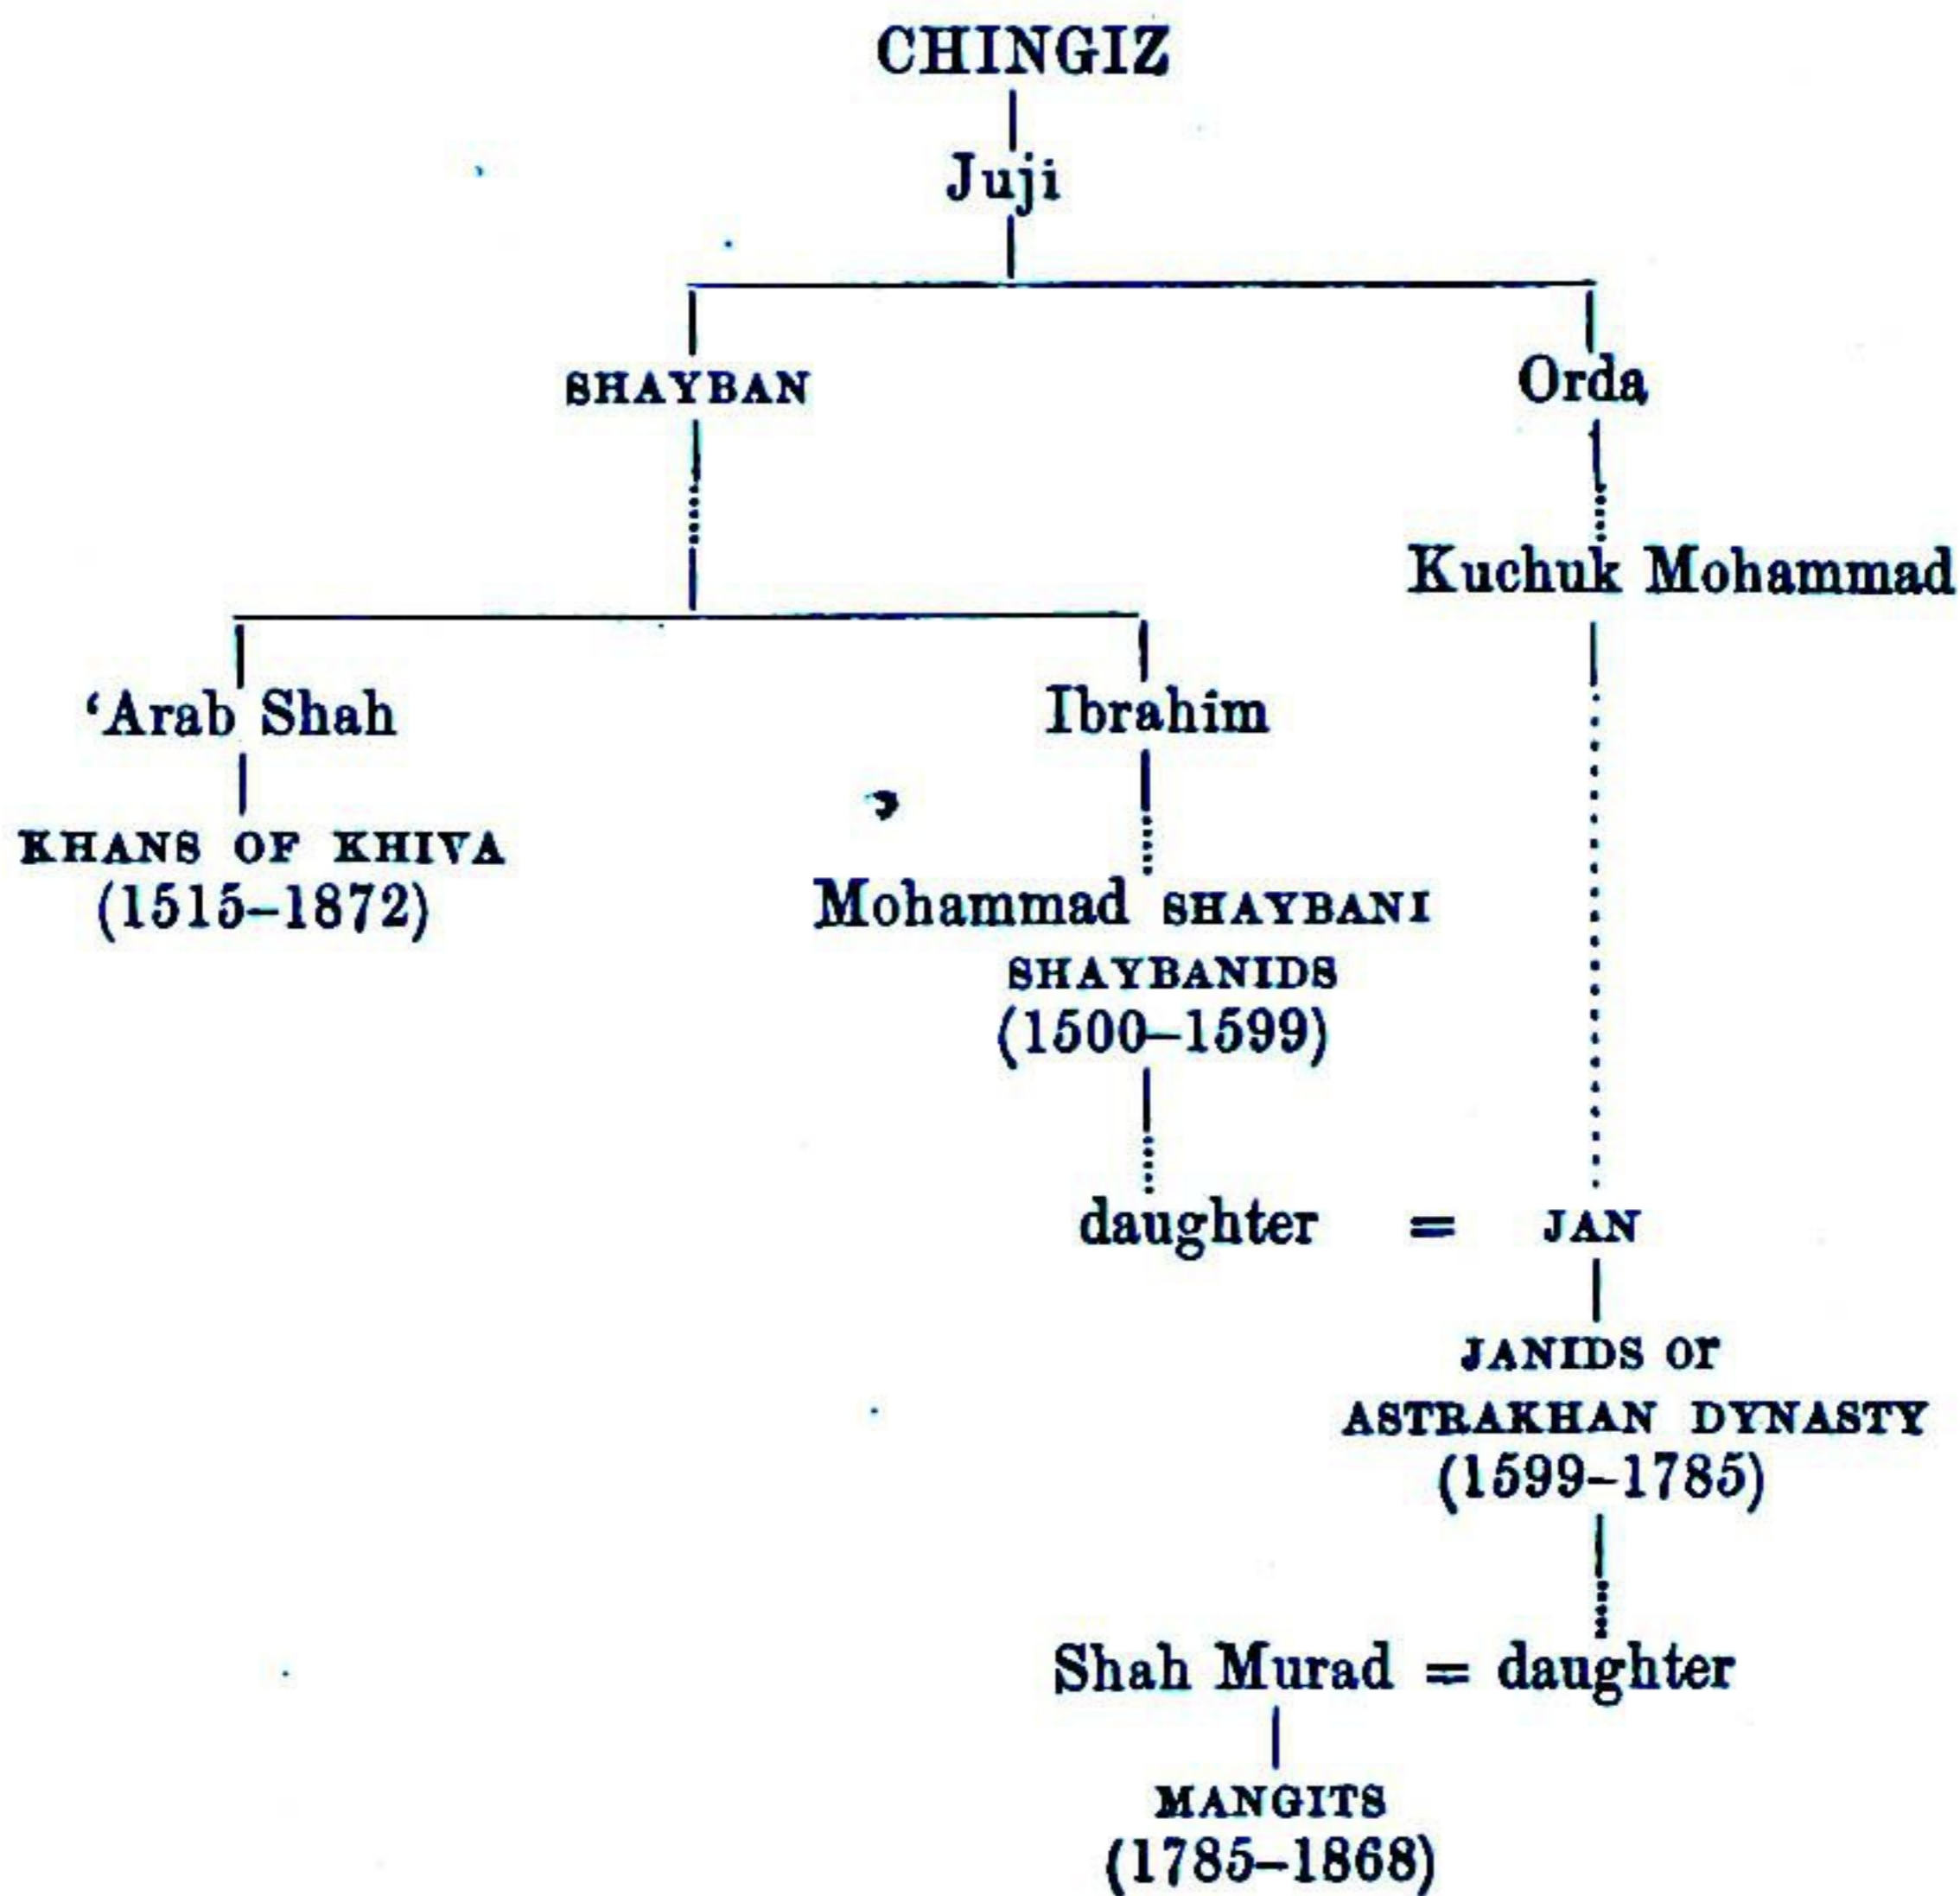 CHINGIZ
Juji
SHAYBAN Orda
Kuchuk Mohammad
‘Arab Shah Ibrahim
KHANS OF KHIVA
(1515–1872)
Mohammad SHAYBANI
SHAYBANIDS
(1500–1599)
daughter = JAN
JANIDS or
ASTRAKHAN DYNASTY
(1599–1785)
Shah Murad = daughter
MANGITS
(1785–1868)